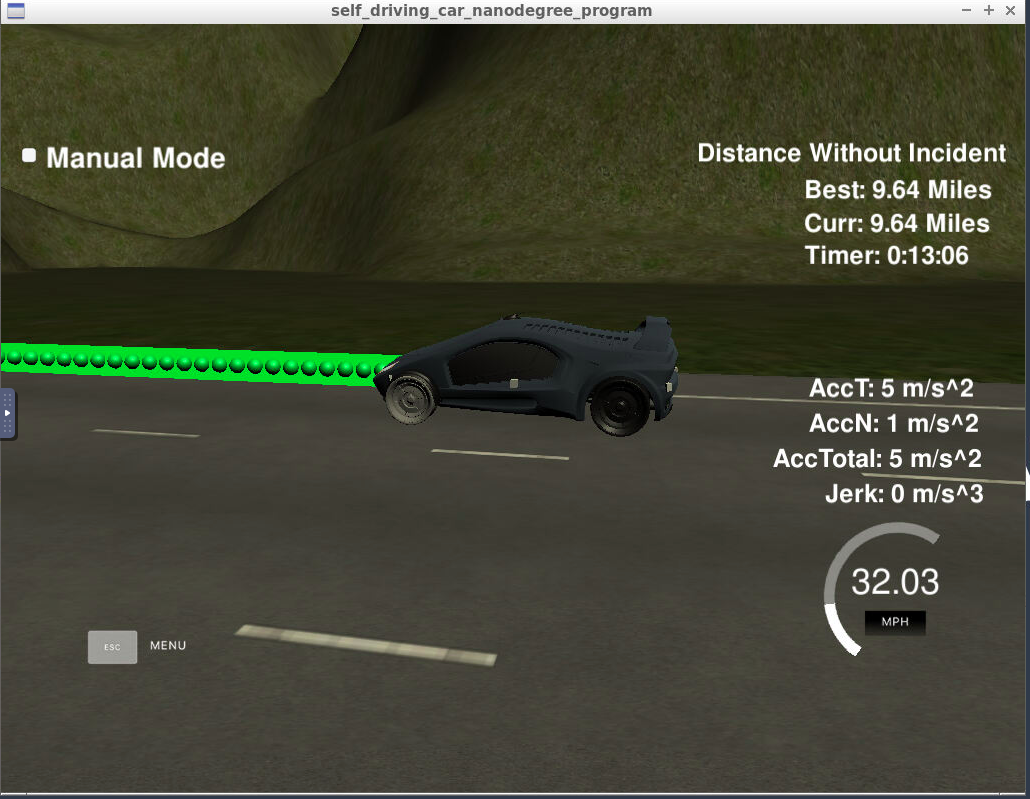 self_driving_car_nanodegree_program
Manual Mode
Distance Without Incident
Best: 9.64 Miles
Curr: 9.64 Miles
Timer: 0:13:06
AccT: 5 m/s^2
AccN: 1 m/s^2
AccTotal: 5 m/s^2
Jerk: 0 m/s^3
32.03
MPH
ESC MENU